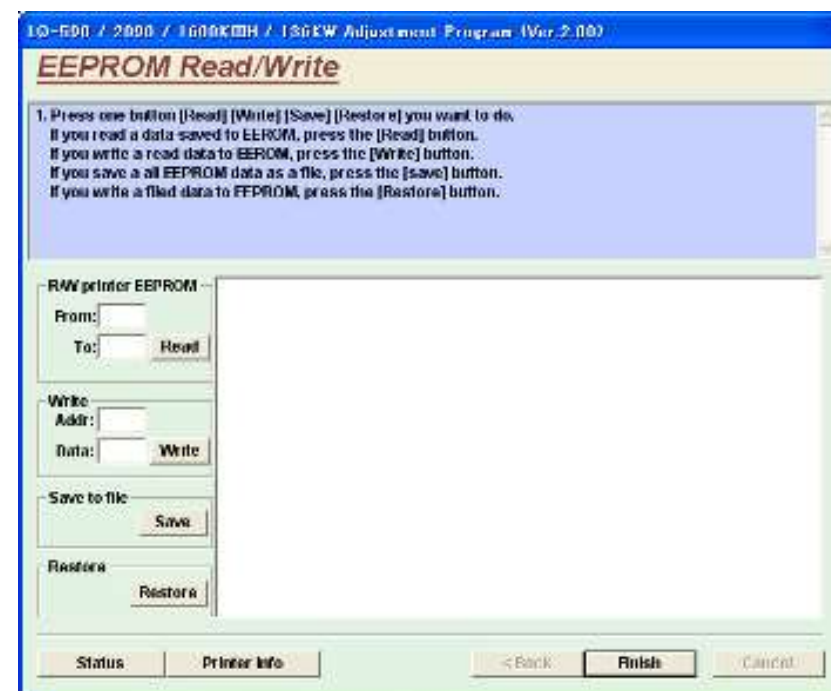 LQ-590 / 2090 / 1600KIIIH / 136KW Adjustment Program (Ver.2.00)
EEPROM Read/Write
1. Press one button [Read] [Write] [Save] [Restore] you want to do.
If you read a data saved to EEROM, press the [Read] button.
If you write a read data to EEROM, press the [Write] button.
If you save a all EEPROM data as a file, press the [save] button.
If you write a filed data to EEPROM, press the [Restore] button.
RAW printer EEPROM
From:
To:
Read
Write
Addr:
Data:
Write
Save to file
Save
Restore
Restore
Status
Printer Info
< Back
Finish
Cancel